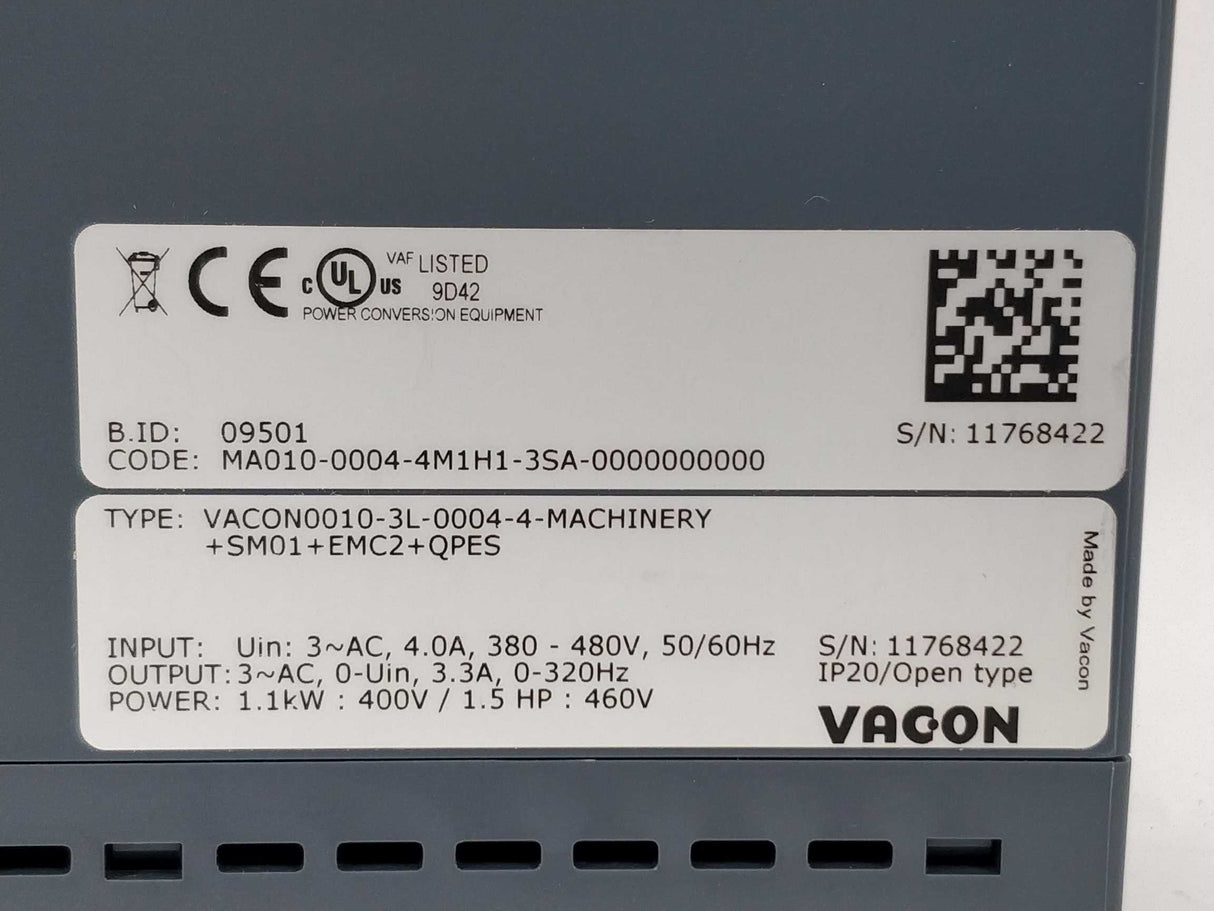 CE
c UL US VAF LISTED
9D42
POWER CONVERSION EQUIPMENT
B.ID: 09501
CODE: MA010-0004-4M1H1-3SA-0000000000
S/N: 11768422
TYPE: VACON0010-3L-0004-4-MACHINERY
+SM01+EMC2+QPES
INPUT: Uin: 3~AC, 4.0A, 380 - 480V, 50/60Hz
OUTPUT: 3~AC, 0-Uin, 3.3A, 0-320Hz
POWER: 1.1kW : 400V / 1.5 HP : 460V
S/N: 11768422
IP20/Open type
VACON
Made by Vacon